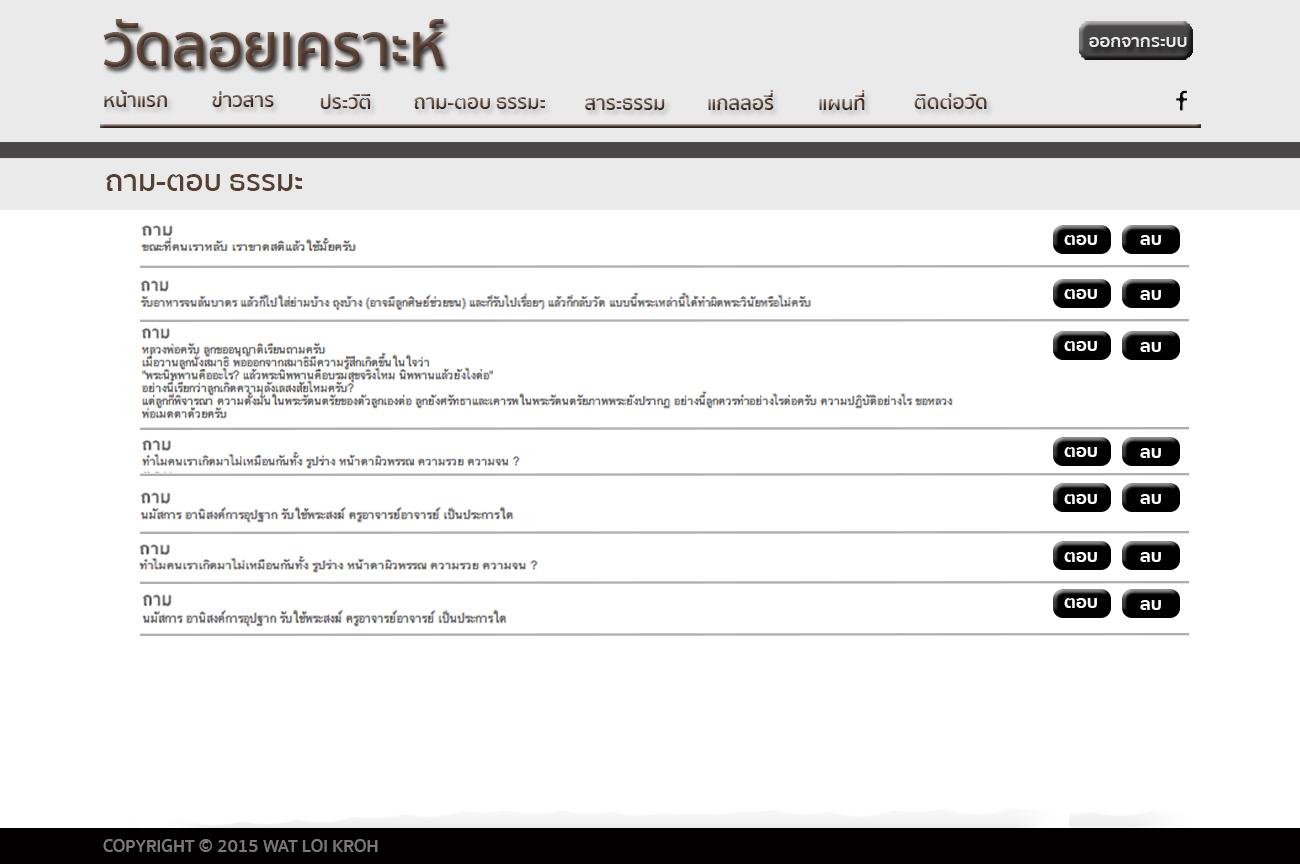 วัดลอยเคราะห์
ออกจากระบบ
หน้าแรก ข่าวสาร ประวัติ ถาม-ตอบ ธรรมะ สาระธรรม แกลลอรี่ แผนที่ ติดต่อวัด f
ถาม-ตอบ ธรรมะ
ถาม
ขณะที่คนเราหลับ เราขาดสติแล้วใช้มั้ยครับ
ตอบ ลบ
ถาม
รับอาหารจนล้นบาตร แล้วก็ไปใส่ย่ามบ้าง ถุงบ้าง (อาจมีลูกศิษย์ช่วยขน) และก็รับไปเรื่อยๆ แล้วก็กลับวัด แบบนี้พระเหล่านี้ได้ทำผิดพระวินัยหรือไม่ครับ
ตอบ ลบ
ถาม
หลวงพ่อครับ ลูกขออนุญาติเรียนถามครับ
เมื่อวานลูกนั่งสมาธิ พอออกจากสมาธิมีความรู้สึกเกิดขึ้นในใจว่า
"พระนิพพานคืออะไร? แล้วพระนิพพานคือบรมสุขจริงไหม นิพพานแล้วยังไงต่อ"
อย่างนี้เรียกว่าลูกเกิดความลังเลสงสัยไหมครับ?
แต่ลูกก็พิจารณา ความตั้งมั่นในพระรัตนตรัยของตัวลูกเองต่อ ลูกยังศรัทธาและเคารพในพระรัตนตรัยภาพพระยังปรากฏ อย่างนี้ลูกควรทำอย่างไรต่อครับ ความปฏิบัติอย่างไร ขอหลวง
พ่อเมตตาด้วยครับ
ตอบ ลบ
ถาม
ทำไมคนเราเกิดมาไม่เหมือนกันทั้ง รูปร่าง หน้าตาผิวพรรณ ความรวย ความจน ?
ตอบ ลบ
ถาม
นมัสการ อานิสงค์การอุปฐาก รับใช้พระสงฆ์ ครูอาจารย์อาจารย์ เป็นประการใด
ตอบ ลบ
ถาม
ทำไมคนเราเกิดมาไม่เหมือนกันทั้ง รูปร่าง หน้าตาผิวพรรณ ความรวย ความจน ?
ตอบ ลบ
ถาม
นมัสการ อานิสงค์การอุปฐาก รับใช้พระสงฆ์ ครูอาจารย์อาจารย์ เป็นประการใด
ตอบ ลบ
COPYRIGHT © 2015 WAT LOI KROH